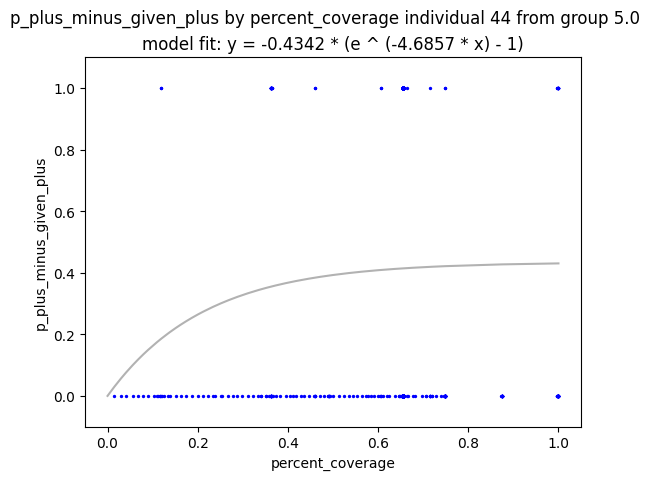 p_plus_minus_given_plus by percent_coverage individual 44 from group 5.0
model fit: y = -0.4342 * (e ^ (-4.6857 * x) - 1)
1.0
0.8
0.6
0.4
0.2
0.0
p_plus_minus_given_plus
0.0 0.2 0.4 0.6 0.8 1.0
percent_coverage